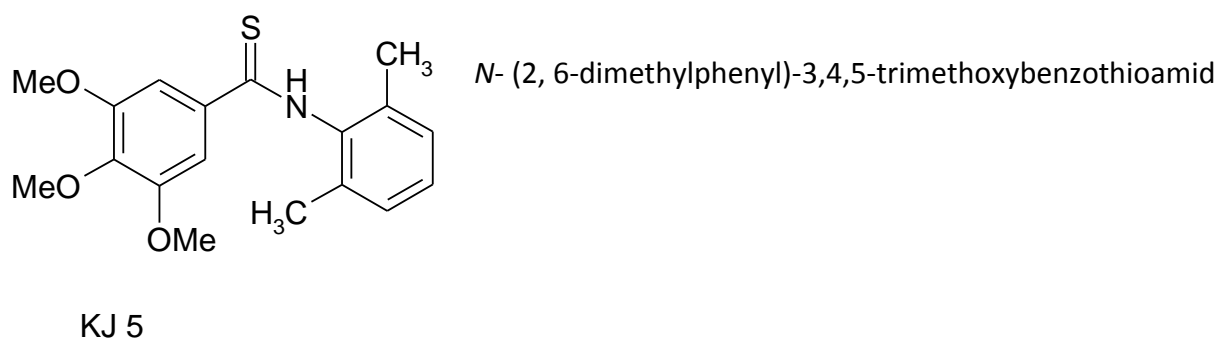 S
CH3
MeO
H
N
N- (2, 6-dimethylphenyl)-3,4,5-trimethoxybenzothioamid
MeO
H3C
OMe
KJ 5